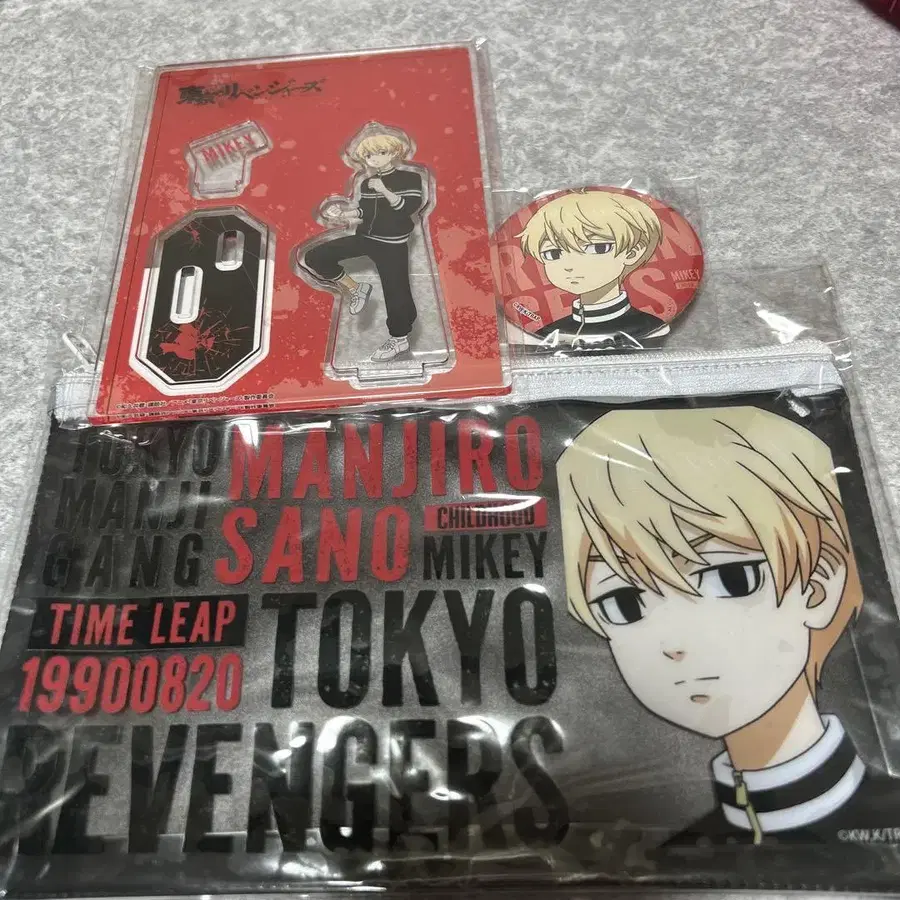 東京リベンジャーズ
MIKEY
MIKEY
TOKYO
MANJI
GANG
MANJIRO
SANO
CHILDHOOD
MIKEY
TIME LEAP
19900820
TOKYO
REVENGERS